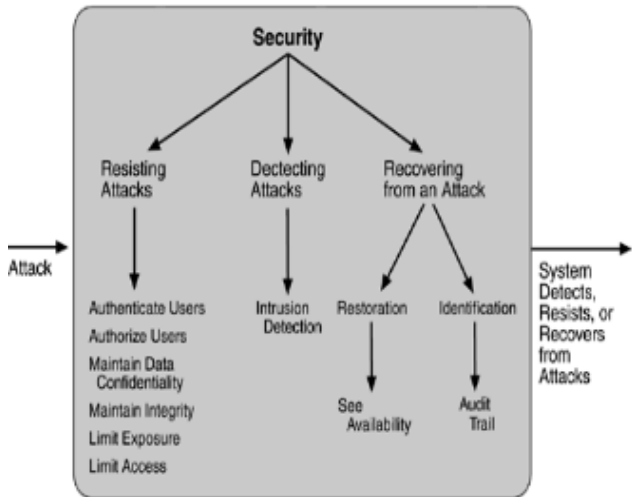 Security
Resisting
Attacks
Dectecting
Attacks
Recovering
from an Attack
Attack
Authenticate Users
Authorize Users
Maintain Data
Confidentiality
Maintain Integrity
Limit Exposure
Limit Access
Intrusion
Detection
Restoration
Identification
See
Availability
Audit
Trail
System
Detects,
Resists, or
Recovers
from
Attacks